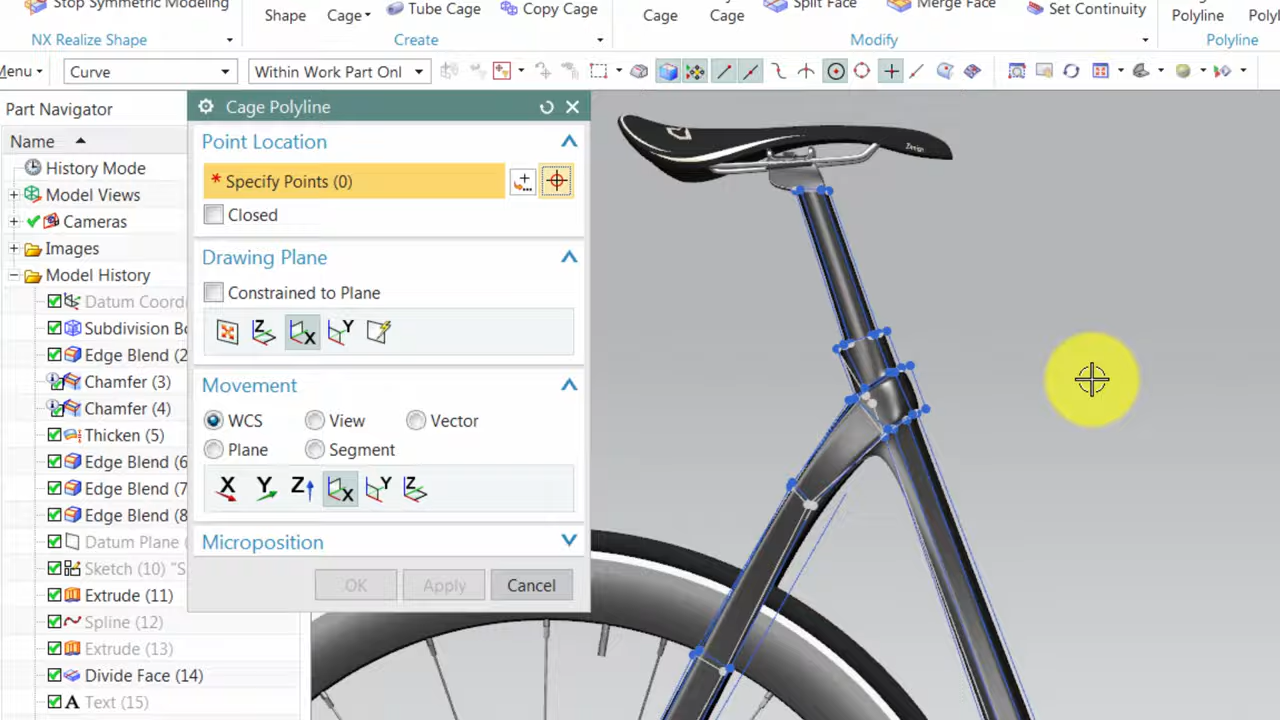 Stop Symmetric Modeling
Shape
Cage
Tube Cage
Copy Cage
Cage
Cage
Split Face
Merge Face
Set Continuity
Polyline
NX Realize Shape
Create
Modify
Polyline
Curve
Within Work Part Onl
Part Navigator
Name
History Mode
Model Views
Cameras
Images
Model History
Datum Coord
Subdivision Bo
Edge Blend (2
Chamfer (3)
Chamfer (4)
Thicken (5)
Edge Blend (6
Edge Blend (7
Edge Blend (8
Datum Plane (
Sketch (10) "S
Extrude (11)
Spline (12)
Extrude (13)
Divide Face (14)
A Text (15)
Cage Polyline
Point Location
* Specify Points (0)
Closed
Drawing Plane
Constrained to Plane
Z X Y
Movement
WCS View Vector
Plane Segment
X Y Z X Y Z
Microposition
OK Apply Cancel